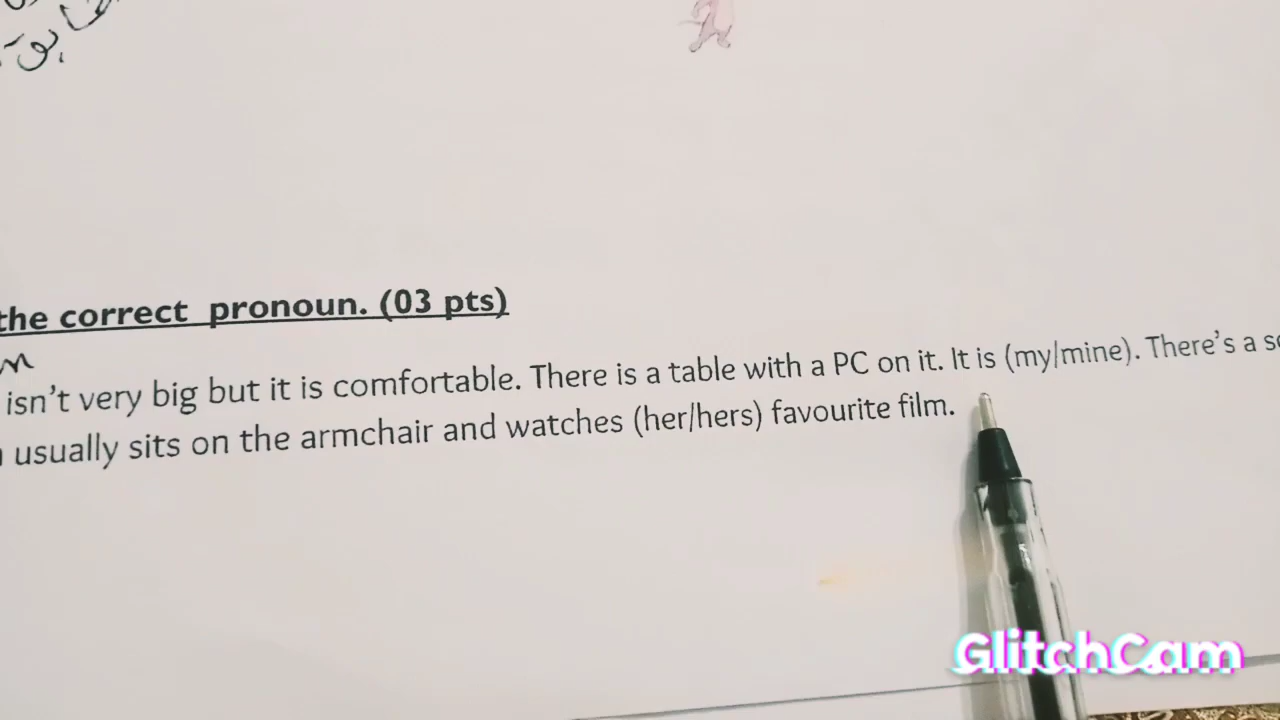 the correct pronoun. (03 pts)
isn't very big but it is comfortable. There is a table with a PC on it. It is (my/mine). There's a
usually sits on the armchair and watches (her/hers) favourite film.
GlitchCam